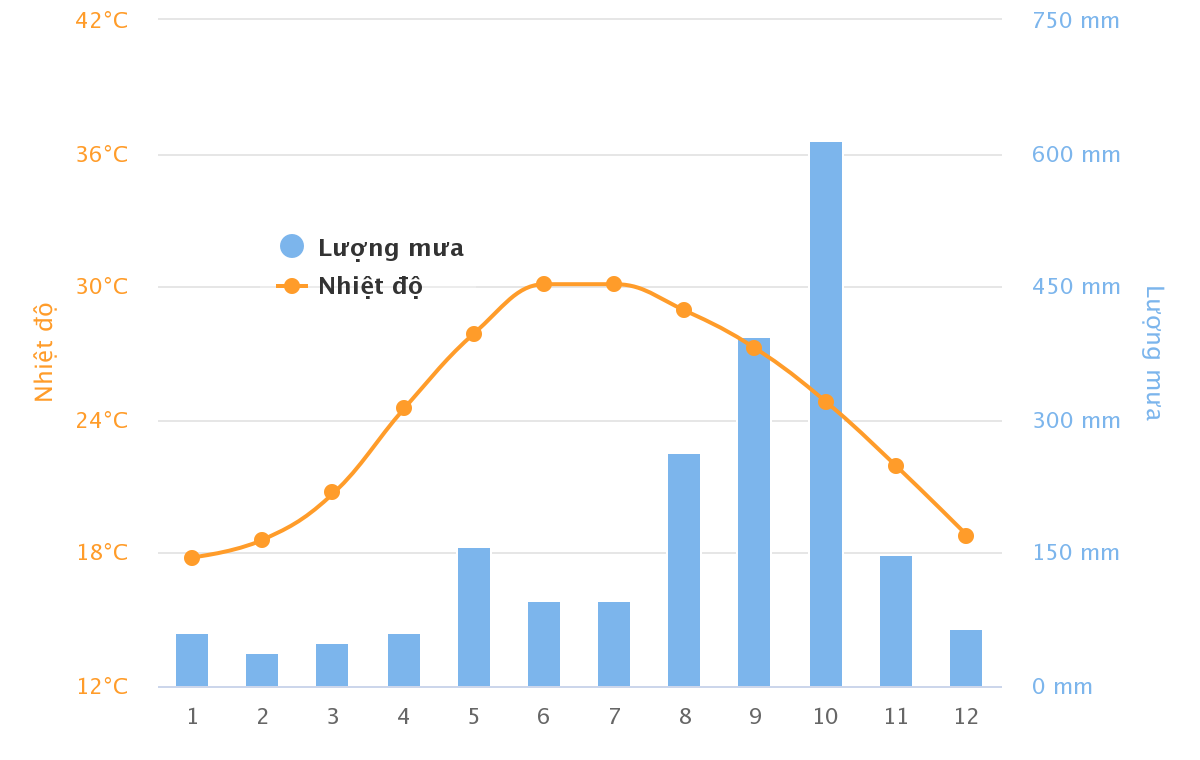 42°C
750 mm
36°C
600 mm
Lượng mưa
Nhiệt độ
30°C
450 mm
Nhiệt độ
Lượng mưa
24°C
300 mm
18°C
150 mm
12°C
0 mm
1 2 3 4 5 6 7 8 9 10 11 12